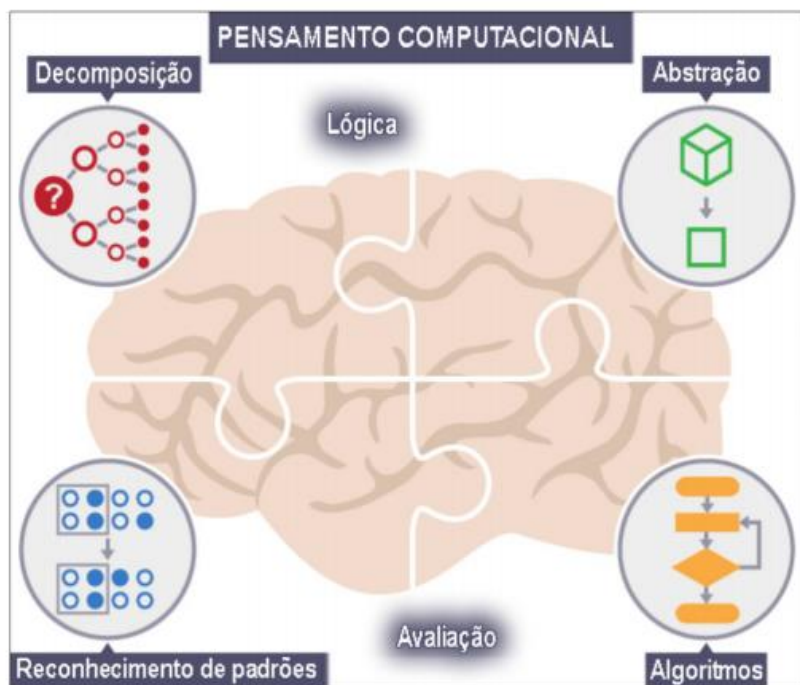 PENSAMENTO COMPUTACIONAL
Decomposição
Abstração
Lógica
?
Avaliação
Reconhecimento de padrões
Algoritmos